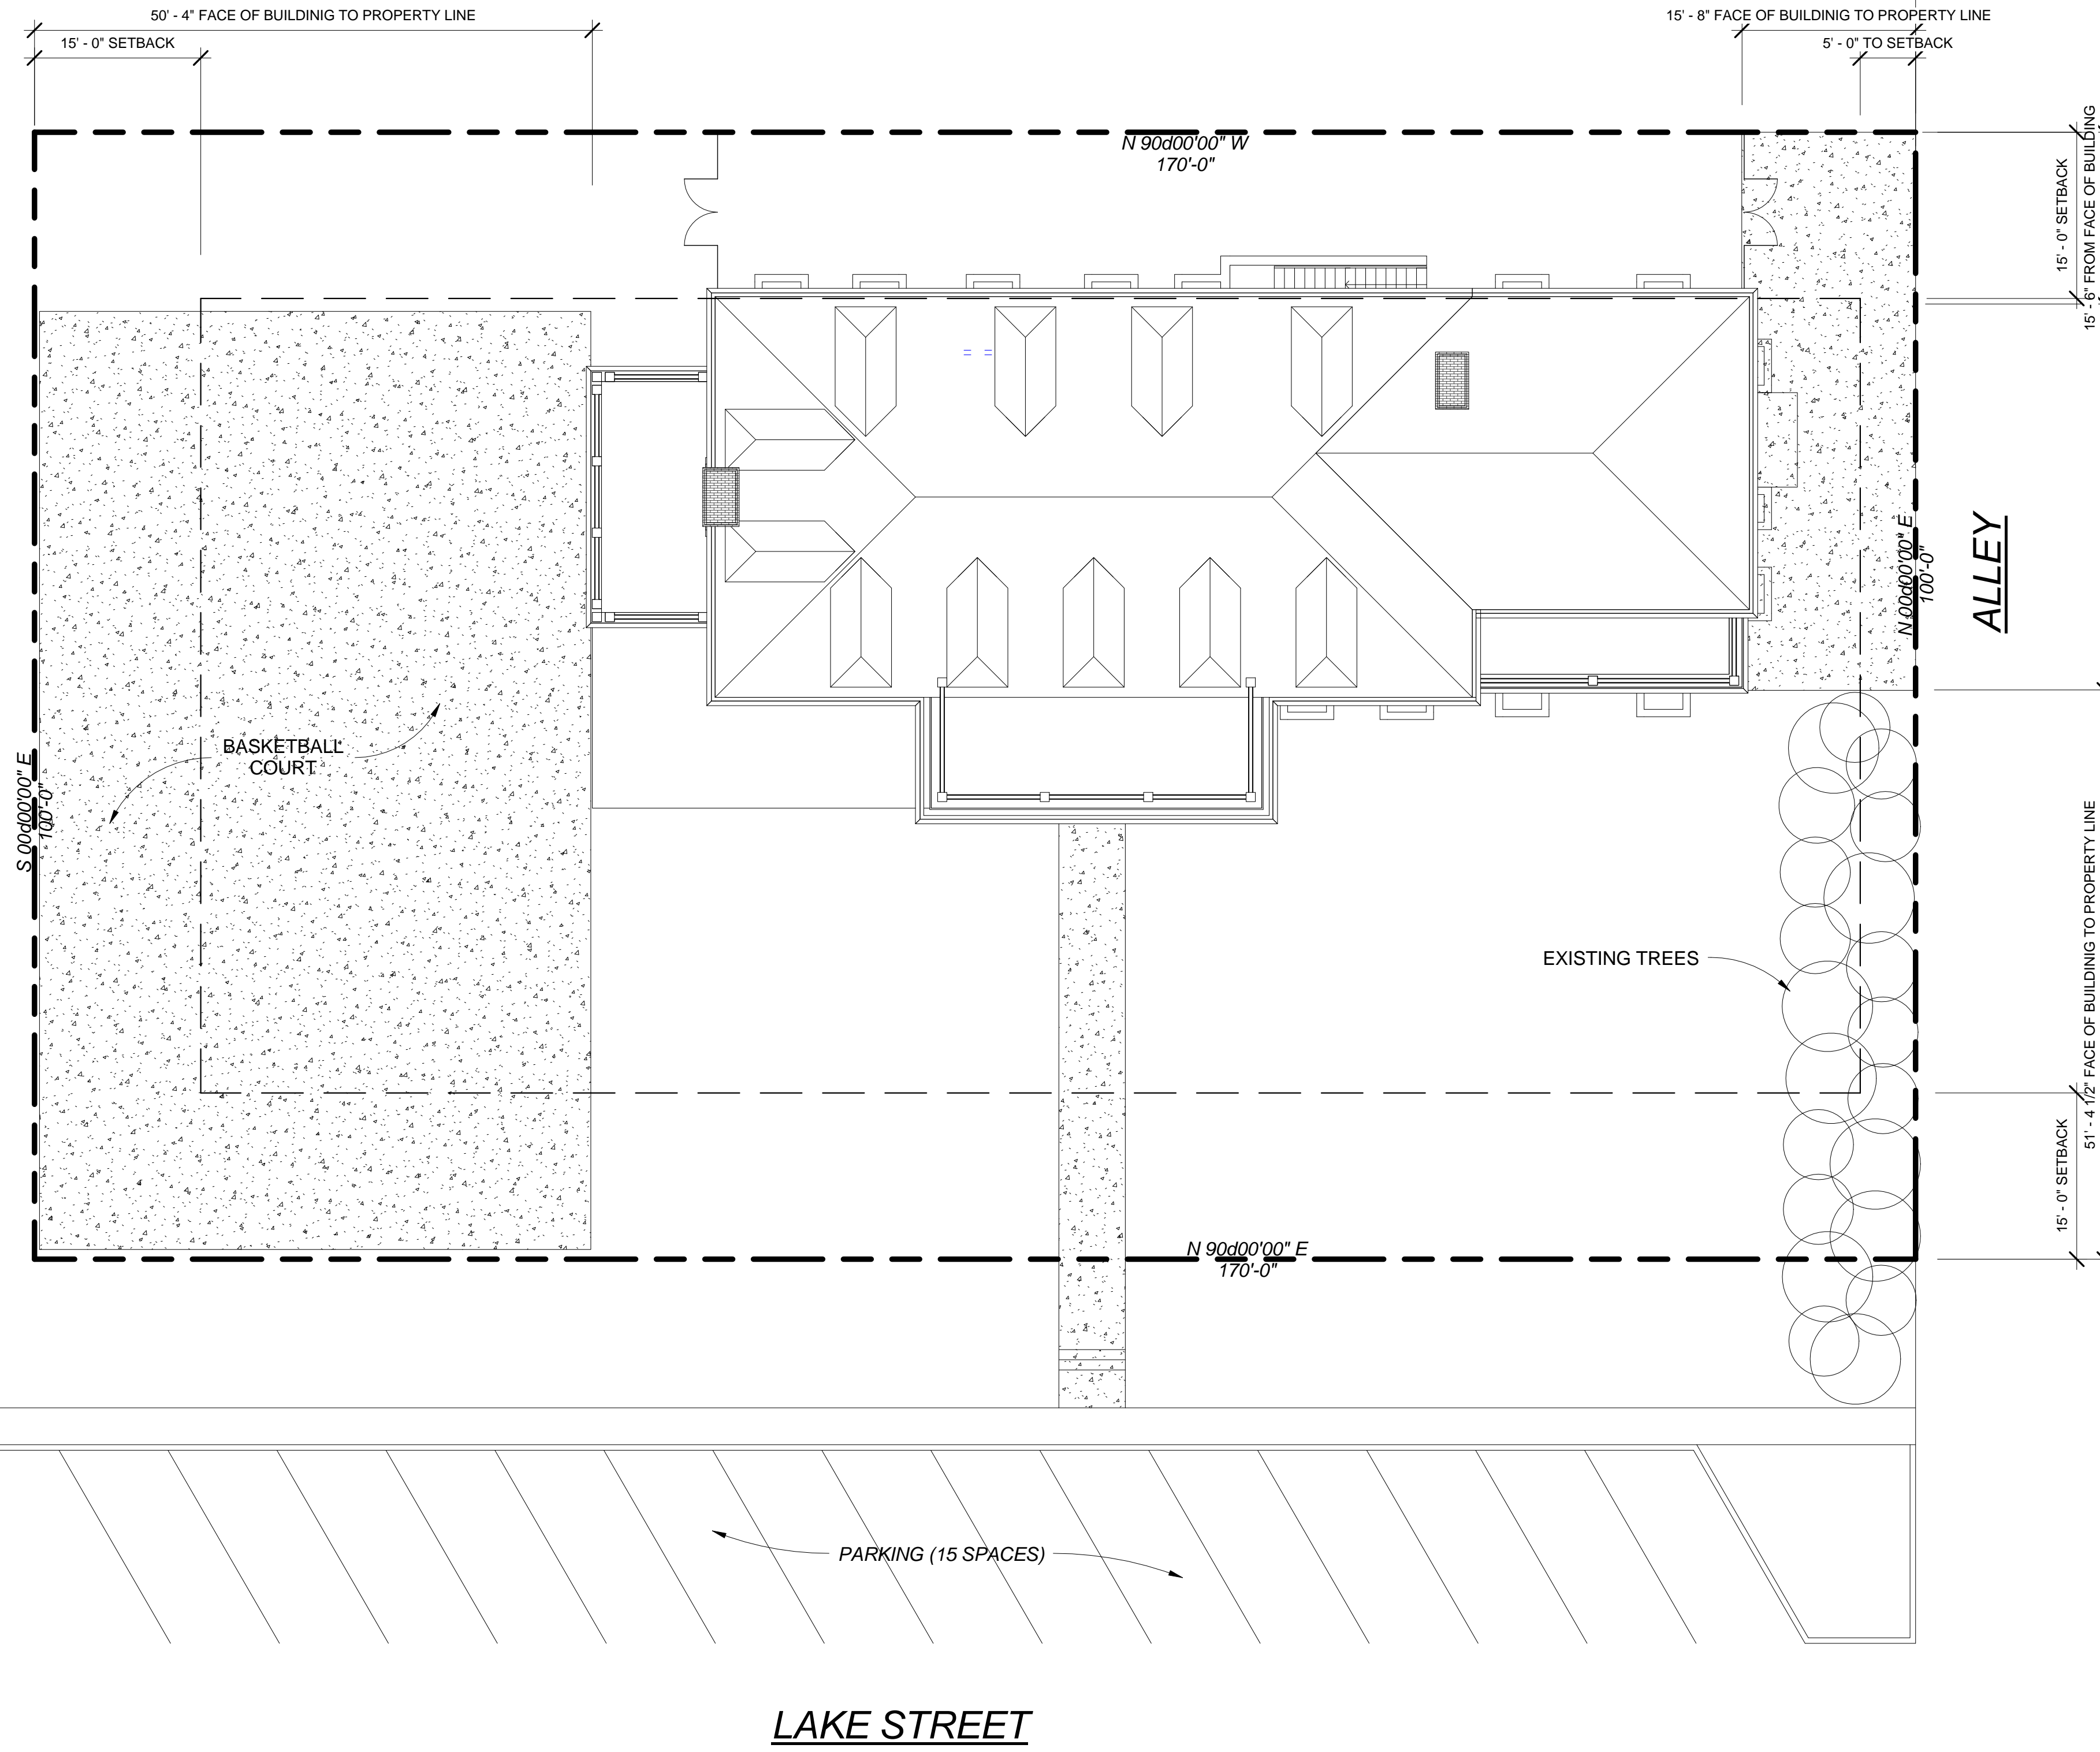 50' - 4" FACE OF BUILDINIG TO PROPERTY LINE
15' - 8" FACE OF BUILDINIG TO PROPERTY LINE
15' - 0" SETBACK
5' - 0" TO SETBACK
N 90d00'00" W
170'-0"
15' - 0" SETBACK
15' - 6" FROM FACE OF BUILDING
N 00d00'00" E
100'-0"
ALLEY
BASKETBALL
COURT
S 00d00'00" E
100'-0"
EXISTING TREES
51' - 4 1/2" FACE OF BUILDINIG TO PROPERTY LINE
15' - 0" SETBACK
N 90d00'00" E
170'-0"
PARKING (15 SPACES)
LAKE STREET